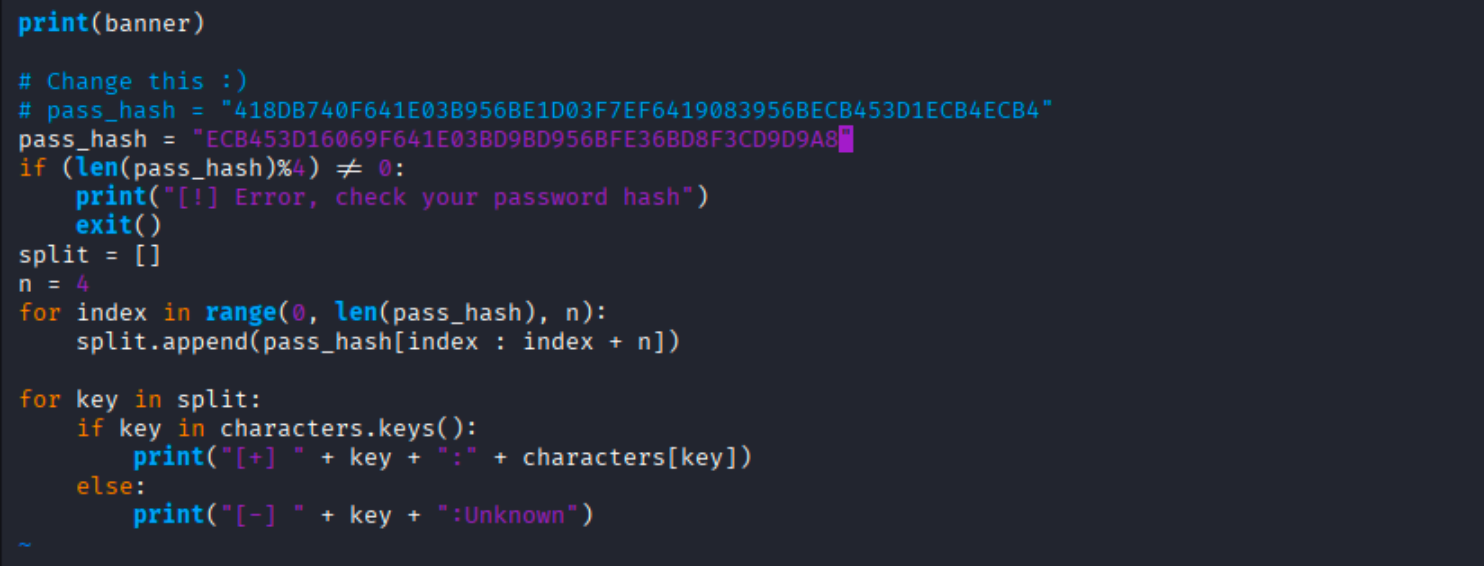 print(banner)
# Change this :)
# pass_hash = "418DB740F641E03B956BE1D03F7EF6419083956BECB453D1ECB4ECB4"
pass_hash = "ECB453D16069F641E03BD9BD956BFE36BD8F3CD9D9A8"
if (len(pass_hash)%4) ≠ 0:
    print("[!] Error, check your password hash")
    exit()
split = []
n = 4
for index in range(0, len(pass_hash), n):
    split.append(pass_hash[index : index + n])
for key in split:
    if key in characters.keys():
        print("[+] " + key + ":" + characters[key])
    else:
        print("[-] " + key + ":Unknown")
~